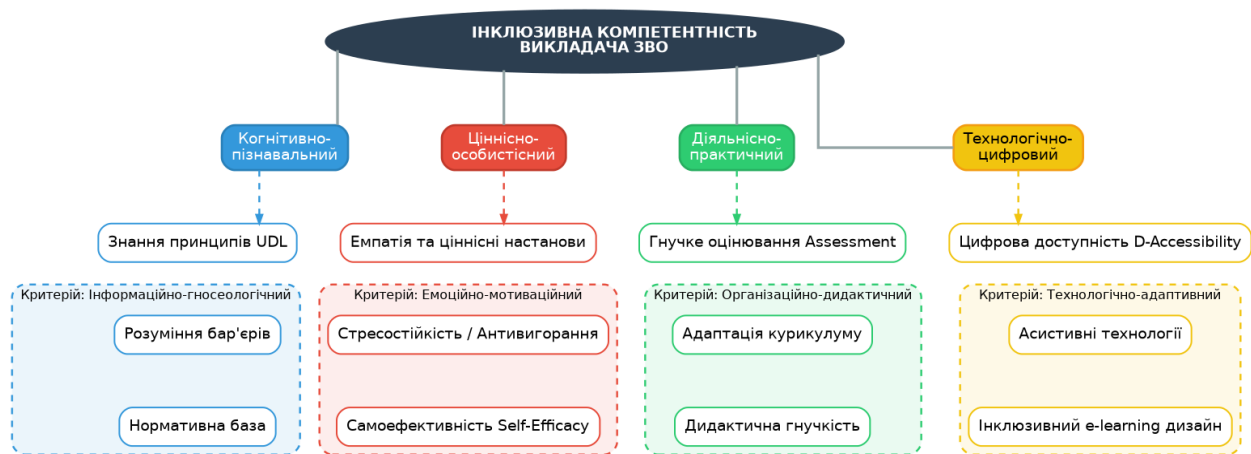 ІНКЛЮЗИВНА КОМПЕТЕНТНІСТЬ
ВИКЛАДАЧА ЗВО
Когнітивно-
пізнавальний
Ціннісно-
особистісний
Діяльнісно-
практичний
Технологічно-
цифровий
Знання принципів UDL
Емпатія та ціннісні настанови
Гнучке оцінювання Assessment
Цифрова доступність D-Accessibility
Критерій: Інформаційно-гносеологічний
Критерій: Емоційно-мотиваційний
Критерій: Організаційно-дидактичний
Критерій: Технологічно-адаптивний
Розуміння бар'єрів
Стресостійкість / Антивигорання
Адаптація курикулуму
Асистивні технології
Нормативна база
Самоефективність Self-Efficacy
Дидактична гнучкість
Інклюзивний e-learning дизайн